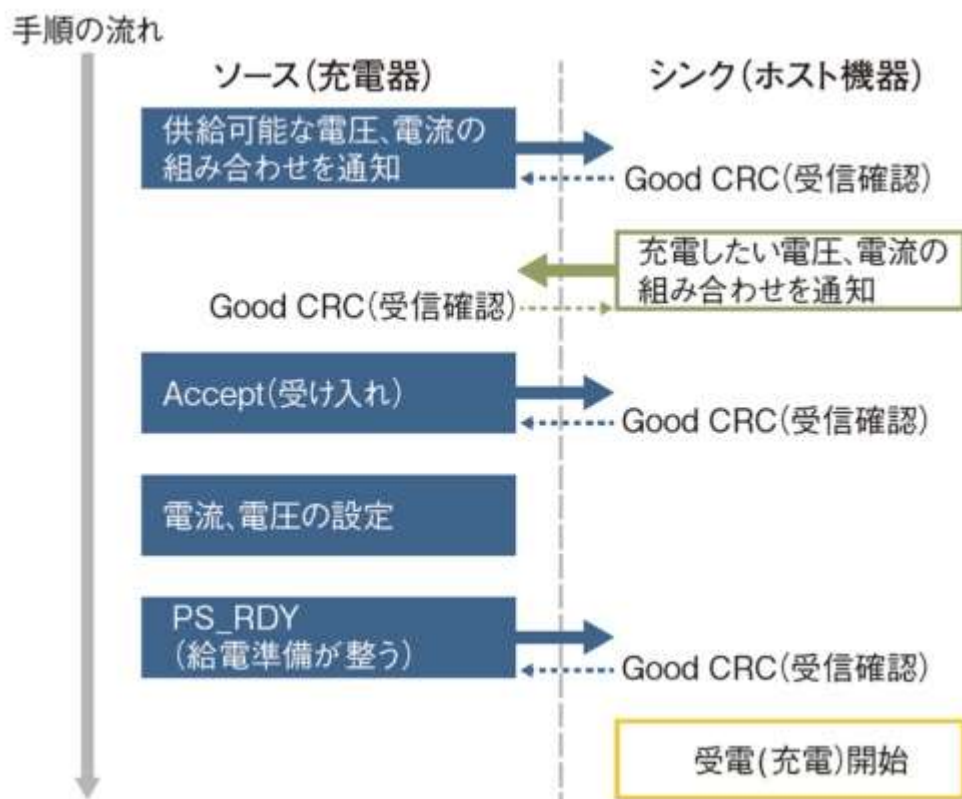 手順の流れ
ソース(充電器)
シンク(ホスト機器)
供給可能な電圧、電流の
組み合わせを通知
Good CRC(受信確認)
充電したい電圧、電流の
組み合わせを通知
Good CRC(受信確認)
Accept(受け入れ)
Good CRC(受信確認)
電流、電圧の設定
PS_RDY
(給電準備が整う)
Good CRC(受信確認)
受電(充電)開始